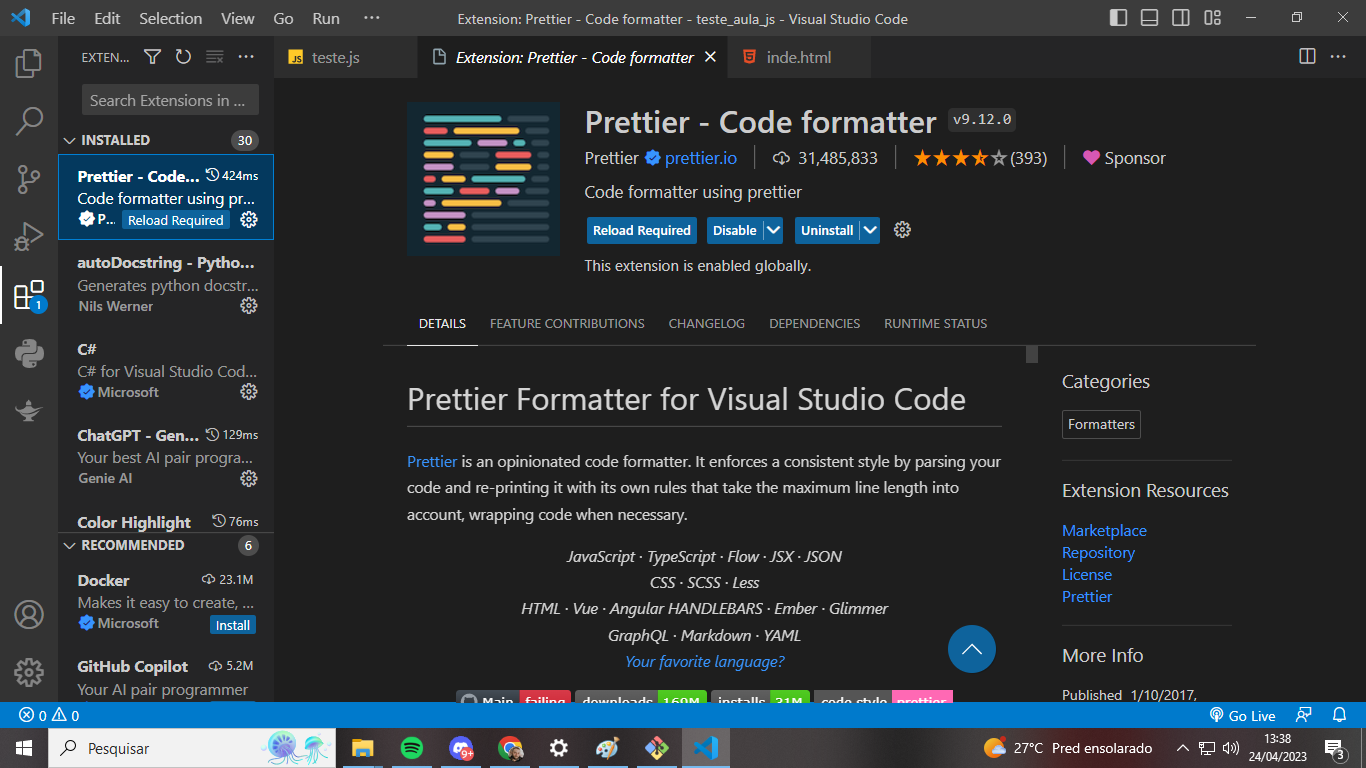 File Edit Selection View Go Run ··· Extension: Prettier - Code formatter - teste_aula_js - Visual Studio Code
EXTEN...
teste.js
Extension: Prettier - Code formatter
inde.html
Search Extensions in ...
INSTALLED 30
Prettier - Code... 424ms
Code formatter using pr...
P... Reload Required
autoDocstring - Pytho...
Generates python docstr...
Nils Werner
C#
C# for Visual Studio Cod...
Microsoft
ChatGPT - Gen... 129ms
Your best AI pair progra...
Genie AI
Color Highlight 76ms
RECOMMENDED 6
Docker 23.1M
Makes it easy to create, ...
Microsoft Install
GitHub Copilot 5.2M
Your AI pair programmer
1
Prettier - Code formatter v9.12.0
Prettier prettier.io 31,485,833 (393) Sponsor
Code formatter using prettier
Reload Required Disable Uninstall
This extension is enabled globally.
DETAILS FEATURE CONTRIBUTIONS CHANGELOG DEPENDENCIES RUNTIME STATUS
Prettier Formatter for Visual Studio Code
Prettier is an opinionated code formatter. It enforces a consistent style by parsing your
code and re-printing it with its own rules that take the maximum line length into
account, wrapping code when necessary.
JavaScript · TypeScript · Flow · JSX · JSON
CSS · SCSS · Less
HTML · Vue · Angular HANDLEBARS · Ember · Glimmer
GraphQL · Markdown · YAML
Your favorite language?
Main failing downloads 160M installs 31M code style prettier
Categories
Formatters
Extension Resources
Marketplace
Repository
License
Prettier
More Info
Published 1/10/2017,
0 0 Go Live
Pesquisar
9+
27°C Pred ensolarado
13:38
24/04/2023
3